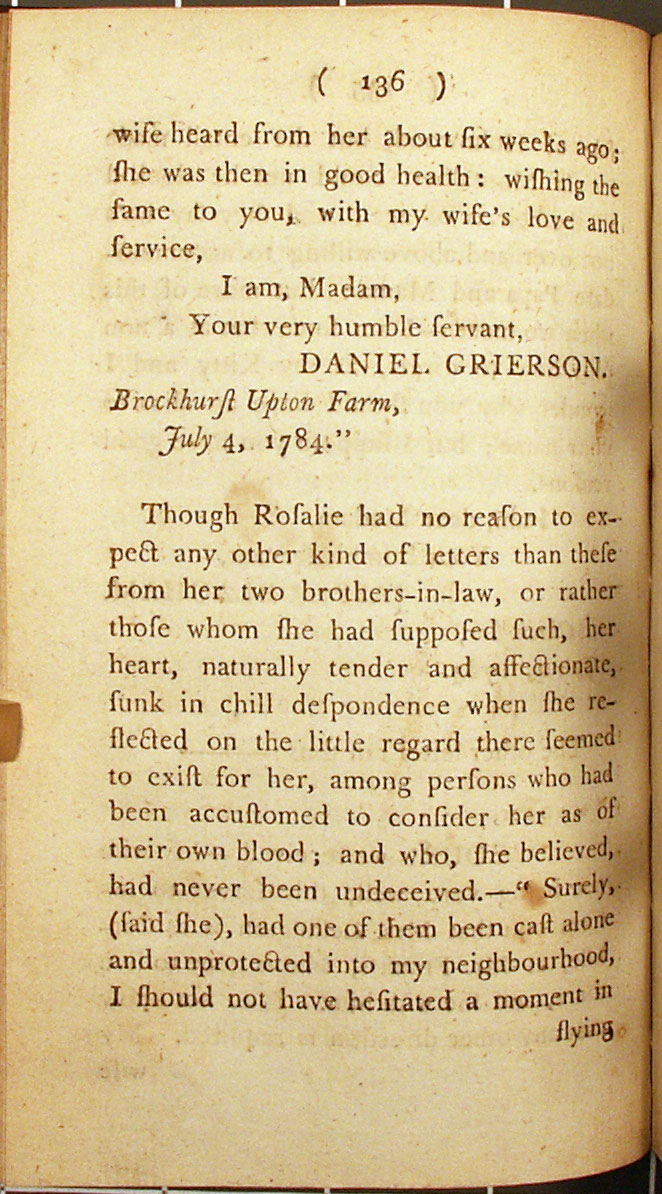 ( 136 )
wiſe heard from her about ſix weeks ago;
ſhe was then in good health: wiſhing the
ſame to you, with my wife's love and
ſervice,
I am, Madam,
Your very humble ſervant,
DANIEL GRIERSON.
Brockhurſt Upton Farm,
July 4, 1784."
Though Roſalie had no reaſon to ex-
pect any other kind of letters than theſe
from her two brothers-in-law, or rather
thoſe whom ſhe had ſuppoſed ſuch, her
heart, naturally tender and affectionate,
ſunk in chill deſpondence when ſhe re-
flected on the little regard there ſeemed
to exiſt for her, among perſons who had
been accuſtomed to conſider her as of
their own blood; and who, ſhe believed,
had never been undeceived.—" Surely,
(ſaid ſhe), had one of them been caſt alone
and unprotected into my neighbourhood,
I ſhould not have heſitated a moment in
flying